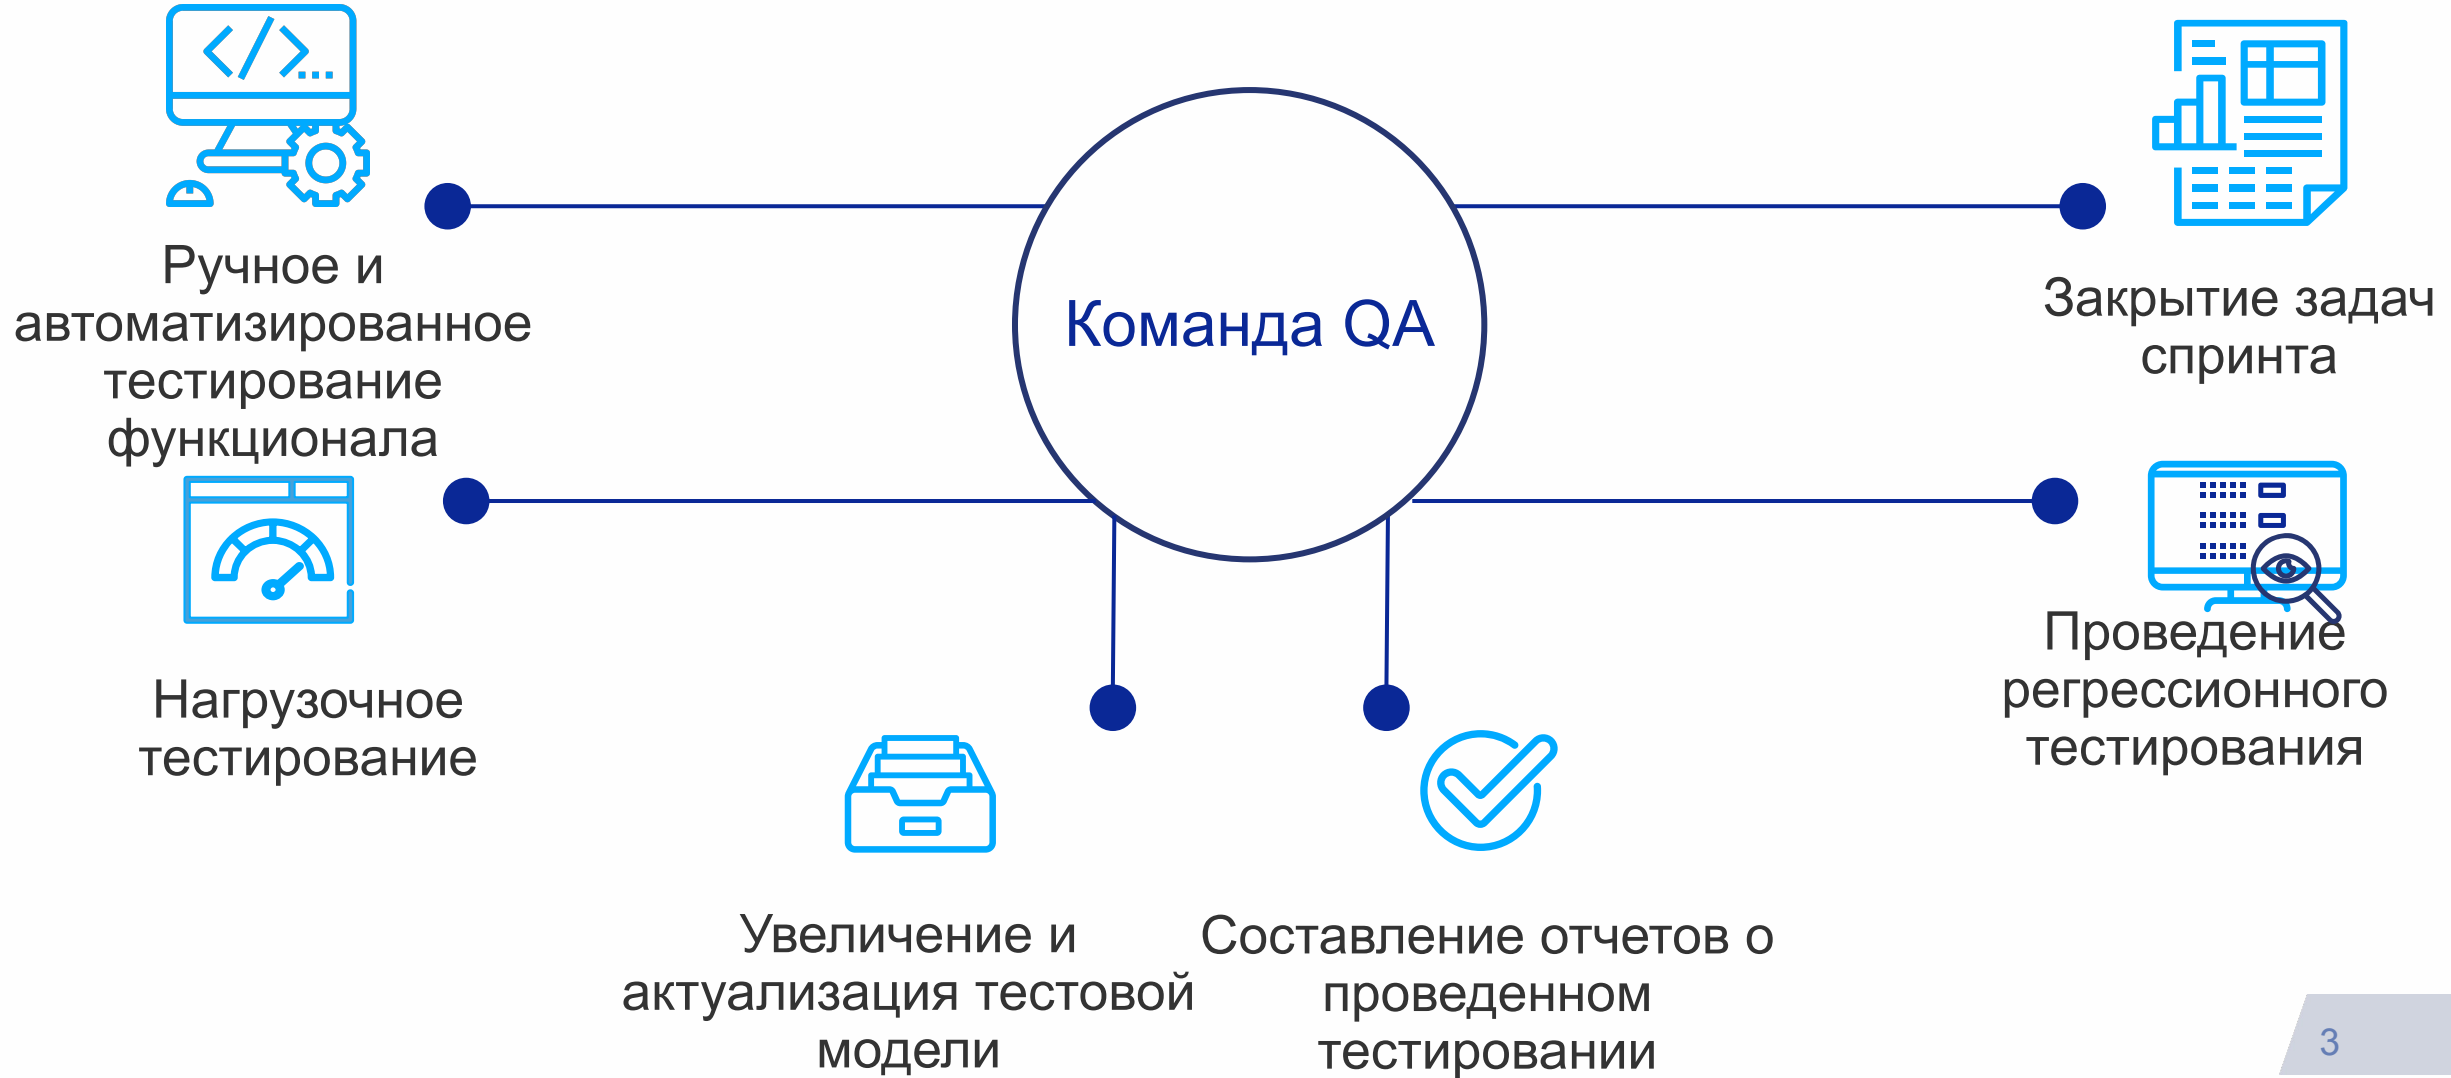 Ручное и
автоматизированное
тестирование
функционала
Команда QA
Закрытие задач
спринта
Нагрузочное
тестирование
Проведение
регрессионного
тестирования
Увеличение и
актуализация тестовой
модели
Составление отчетов о
проведенном
тестировании
3